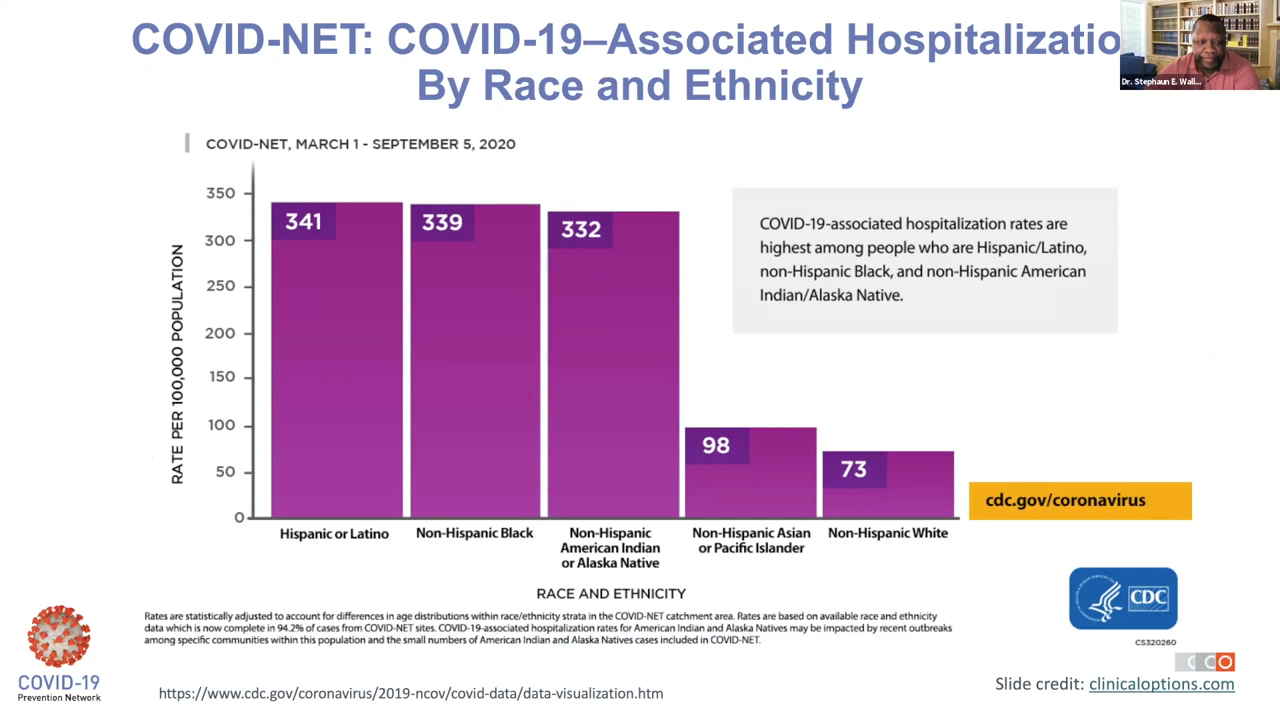 COVID-NET: COVID-19–Associated Hospitalizatio
By Race and Ethnicity
Dr. Stephaun E. Wall...
COVID-NET, MARCH 1 - SEPTEMBER 5, 2020
RATE PER 100,000 POPULATION
350
300
250
200
150
100
50
0
341
339
332
98
73
COVID-19-associated hospitalization rates are
highest among people who are Hispanic/Latino,
non-Hispanic Black, and non-Hispanic American
Indian/Alaska Native.
cdc.gov/coronavirus
Hispanic or Latino
Non-Hispanic Black
Non-Hispanic
American Indian
or Alaska Native
Non-Hispanic Asian
or Pacific Islander
Non-Hispanic White
RACE AND ETHNICITY
Rates are statistically adjusted to account for differences in age distributions within race/ethnicity strata in the COVID-NET catchment area. Rates are based on available race and ethnicity
data which is now complete in 94.2% of cases from COVID-NET sites. COVID-19-associated hospitalization rates for American Indian and Alaska Natives may be impacted by recent outbreaks
among specific communities within this population and the small numbers of American Indian and Alaska Natives cases included in COVID-NET.
CDC
CS320260
COVID-19
Prevention Network
https://www.cdc.gov/coronavirus/2019-ncov/covid-data/data-visualization.htm
CCO
Slide credit: clinicaloptions.com